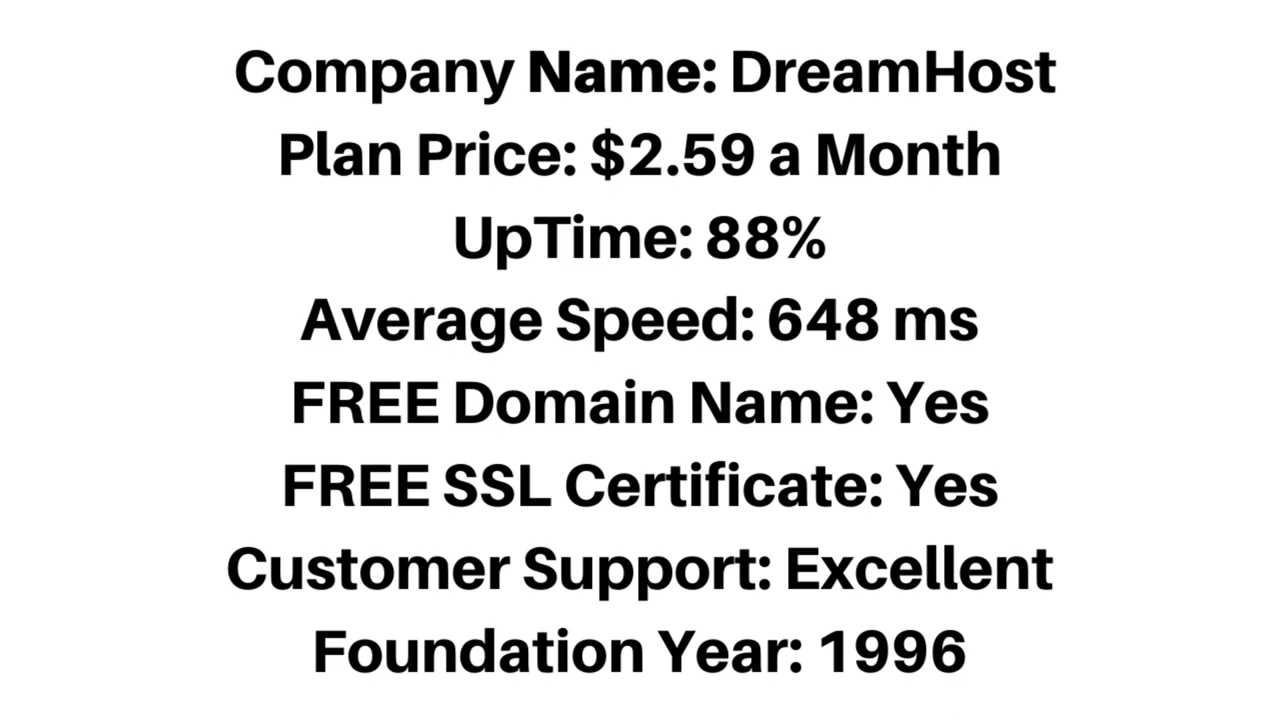 Company Name: DreamHost
Plan Price: $2.59 a Month
UpTime: 88%
Average Speed: 648 ms
FREE Domain Name: Yes
FREE SSL Certificate: Yes
Customer Support: Excellent
Foundation Year: 1996